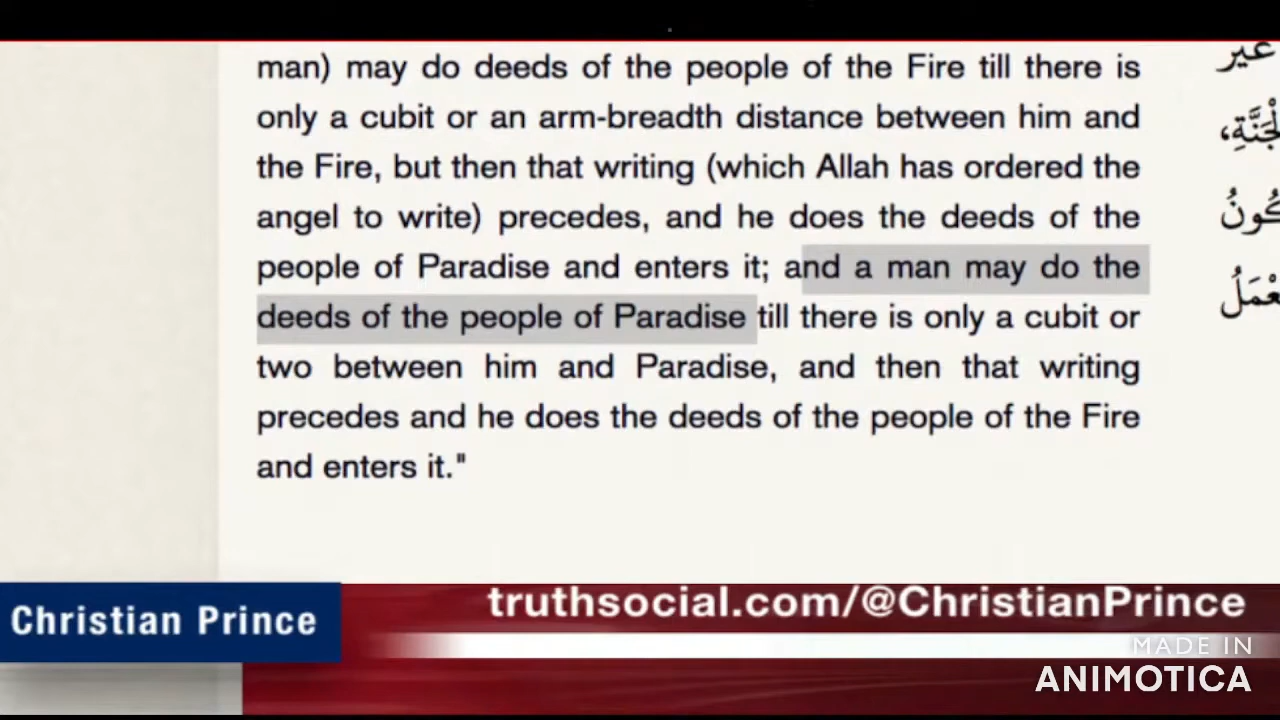 man) may do deeds of the people of the Fire till there is
only a cubit or an arm-breadth distance between him and
the Fire, but then that writing (which Allah has ordered the
angel to write) precedes, and he does the deeds of the
people of Paradise and enters it; and a man may do the
deeds of the people of Paradise till there is only a cubit or
two between him and Paradise, and then that writing
precedes and he does the deeds of the people of the Fire
and enters it."
غير
الْجَنَّةِ،
Christian Prince
truthsocial.com/@ChristianPrince
MADE IN
ANIMOTICA